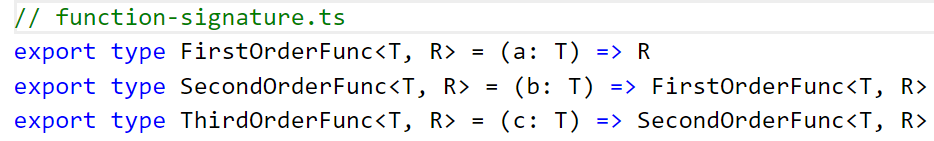 // function-signature.ts
export type FirstOrderFunc<T, R> = (a: T) => R
export type SecondOrderFunc<T, R> = (b: T) => FirstOrderFunc<T, R>
export type ThirdOrderFunc<T, R> = (c: T) => SecondOrderFunc<T, R>